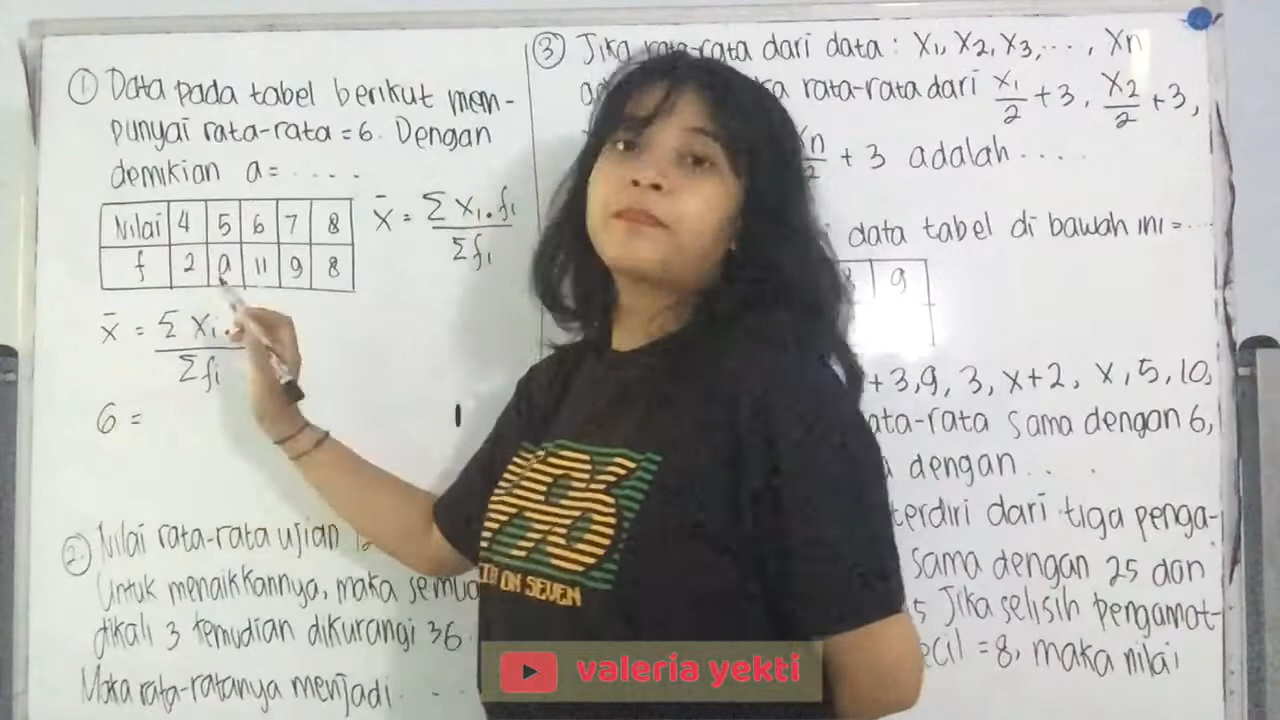 ① Data pada tabel berikut mem-
punyai rata-rata = 6. Dengan
demikian a = . . . .
Nilai 4 5 6 7 8
f 2 a 11 9 8
x̄ = Σ xᵢ . fᵢ / Σ fᵢ
x̄ = Σ xᵢ . / Σ fᵢ
6 =
② Nilai rata-rata ujian
Untuk menaikkannya, maka semua
dikali 3 kemudian dikurangi 36
Maka rata-ratanya menjadi . . .
③ Jika rata-rata dari data : X₁, X₂, X₃, . . . , Xn
rata-rata dari x₁/2 + 3, x₂/2 + 3,
xn/2 + 3 adalah . . . .
data tabel di bawah ini = . . .
9
+ 3, 9, 3, x + 2, x, 5, 10,
rata-rata sama dengan 6,
dengan . . .
terdiri dari tiga penga-
sama dengan 25 dan
5 Jika selisih pengamat-
= 8, maka nilai
ON SEVEN
valeria yekti